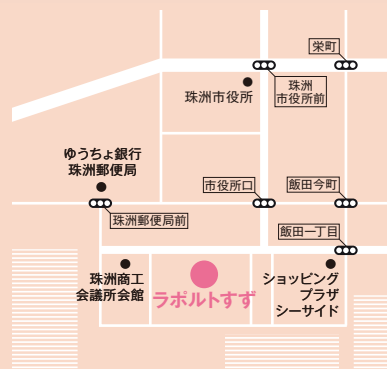 栄町
珠洲
市役所前
珠洲市役所
ゆうちょ銀行
珠洲郵便局
市役所口
飯田今町
珠洲郵便局前
飯田一丁目
珠洲商工
会議所会館
ラポルトすず
ショッピング
プラザ
シーサイド